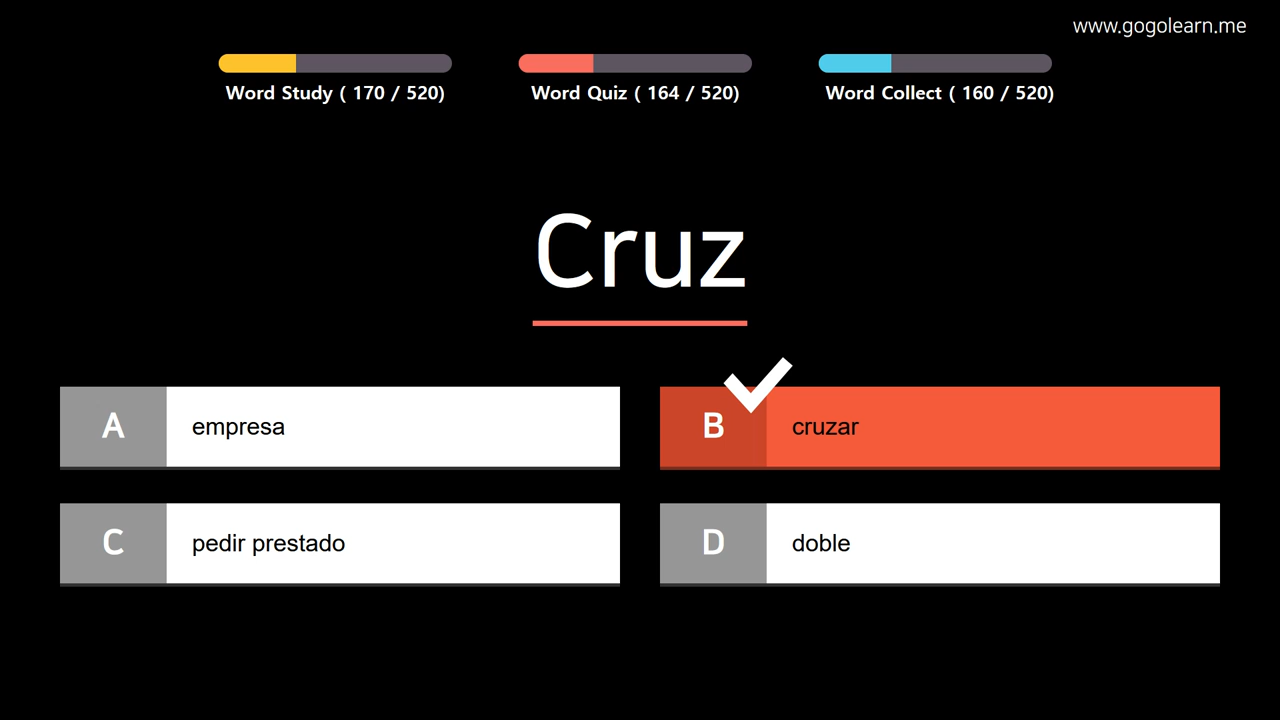 www.gogolearn.me
Word Study ( 170 / 520)
Word Quiz ( 164 / 520)
Word Collect ( 160 / 520)
Cruz
A
empresa
B
cruzar
C
pedir prestado
D
doble